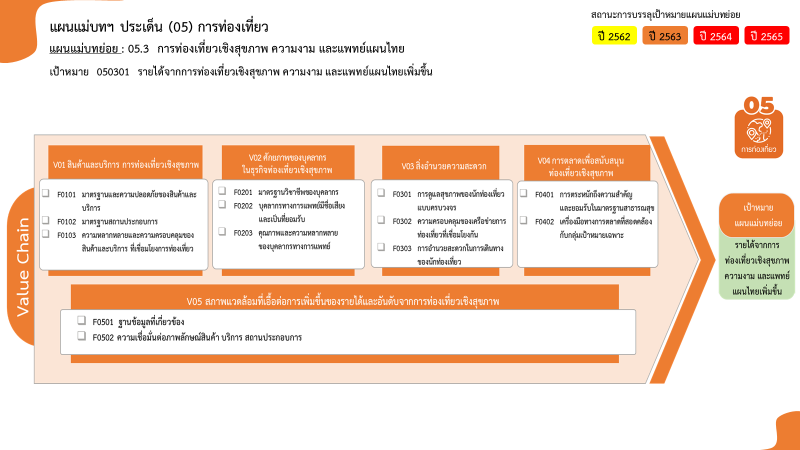 แผนแม่บทฯ ประเด็น (05) การท่องเที่ยว
แผนแม่บทย่อย : 05.3 การท่องเที่ยวเชิงสุขภาพ ความงาม และแพทย์แผนไทย
เป้าหมาย 050301 รายได้จากการท่องเที่ยวเชิงสุขภาพ ความงาม และแพทย์แผนไทยเพิ่มขึ้น
สถานะการบรรลุเป้าหมายแผนแม่บทย่อย
ปี 2562 ปี 2563 ปี 2564 ปี 2565
05
การท่องเที่ยว
Value Chain
V01 สินค้าและบริการ การท่องเที่ยวเชิงสุขภาพ
F0101 มาตรฐานและความปลอดภัยของสินค้าและ
บริการ
F0102 มาตรฐานสถานประกอบการ
F0103 ความหลากหลายและความครอบคลุมของ
สินค้าและบริการ ที่เชื่อมโยงการท่องเที่ยว
V02 ศักยภาพของบุคลากร
ในธุรกิจท่องเที่ยวเชิงสุขภาพ
F0201 มาตรฐานวิชาชีพของบุคลากร
F0202 บุคลากรทางการแพทย์มีชื่อเสียง
และเป็นที่ยอมรับ
F0203 คุณภาพและความหลากหลาย
ของบุคลากรทางการแพทย์
V03 สิ่งอำนวยความสะดวก
F0301 การดูแลสุขภาพของนักท่องเที่ยว
แบบครบวงจร
F0302 ความครอบคลุมของเครือข่ายการ
ท่องเที่ยวที่เชื่อมโยงกัน
F0303 การอำนวยสะดวกในการเดินทาง
ของนักท่องเที่ยว
V04 การตลาดเพื่อสนับสนุน
ท่องเที่ยวเชิงสุขภาพ
F0401 การตระหนักถึงความสำคัญ
และยอมรับในมาตรฐานสาธารณสุข
F0402 เครื่องมือทางการตลาดที่สอดคล้อง
กับกลุ่มเป้าหมายเฉพาะ
V05 สภาพแวดล้อมที่เอื้อต่อการเพิ่มขึ้นของรายได้และอันดับจากการท่องเที่ยวเชิงสุขภาพ
F0501 ฐานข้อมูลที่เกี่ยวข้อง
F0502 ความเชื่อมั่นต่อภาพลักษณ์สินค้า บริการ สถานประกอบการ
เป้าหมาย
แผนแม่บทย่อย
รายได้จากการ
ท่องเที่ยวเชิงสุขภาพ
ความงาม และแพทย์
แผนไทยเพิ่มขึ้น